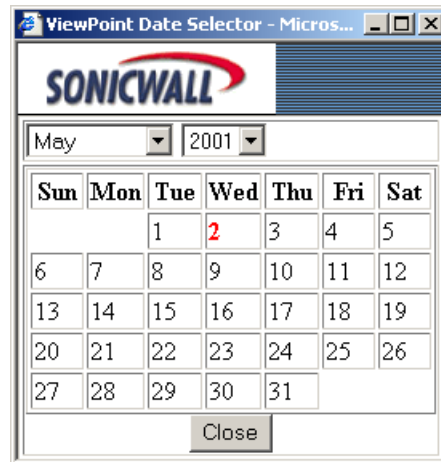 ViewPoint Date Selector - Micros...
SONICWALL
May 2001
Sun Mon Tue Wed Thu Fri Sat
1 2 3 4 5
6 7 8 9 10 11 12
13 14 15 16 17 18 19
20 21 22 23 24 25 26
27 28 29 30 31
Close